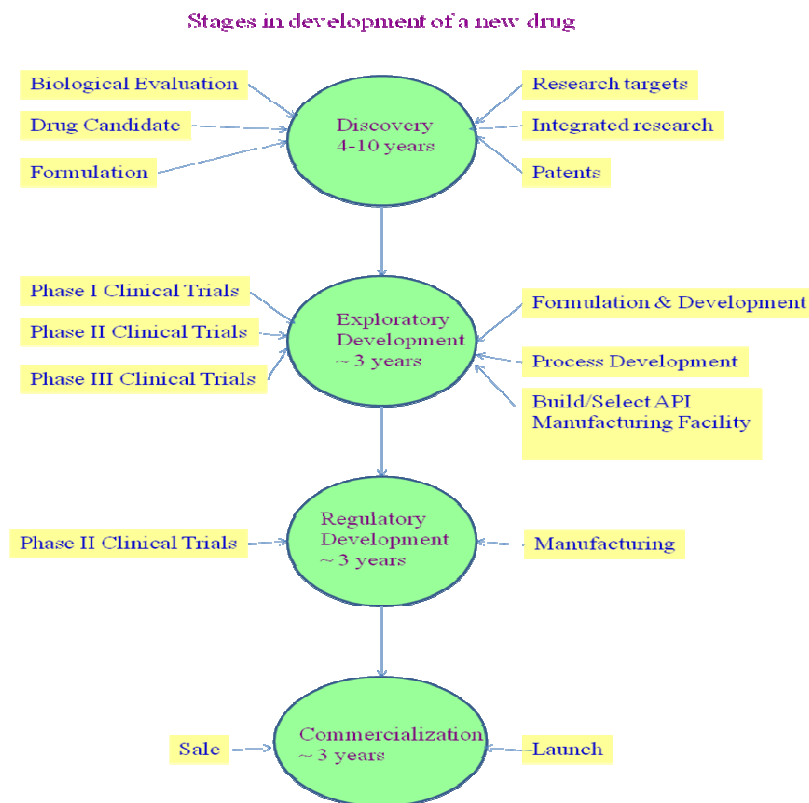 Stages in development of a new drug
Biological Evaluation
Drug Candidate
Formulation
Discovery
4-10 years
Research targets
Integrated research
Patents
Phase I Clinical Trials
Phase II Clinical Trials
Phase III Clinical Trials
Exploratory
Development
~ 3 years
Formulation & Development
Process Development
Build/Select API
Manufacturing Facility
Phase II Clinical Trials
Regulatory
Development
~ 3 years
Manufacturing
Sale
Commercialization
~ 3 years
Launch